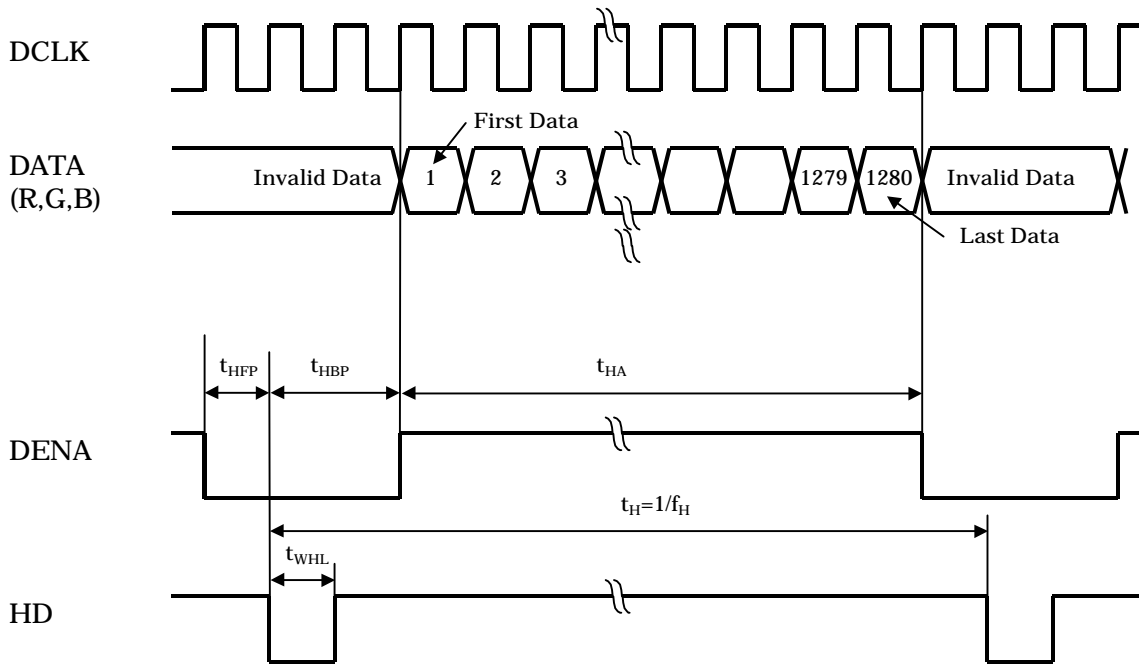 DCLK
First Data
DATA
(R,G,B)
Invalid Data 1 2 3 1279 1280 Invalid Data
Last Data
tHFP tHBP tHA
DENA
tH=1/fH
tWHL
HD